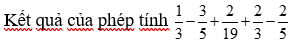 Kết quả của phép tính 1/3 − 3/5 + 2/19 + 2/3 − 2/5